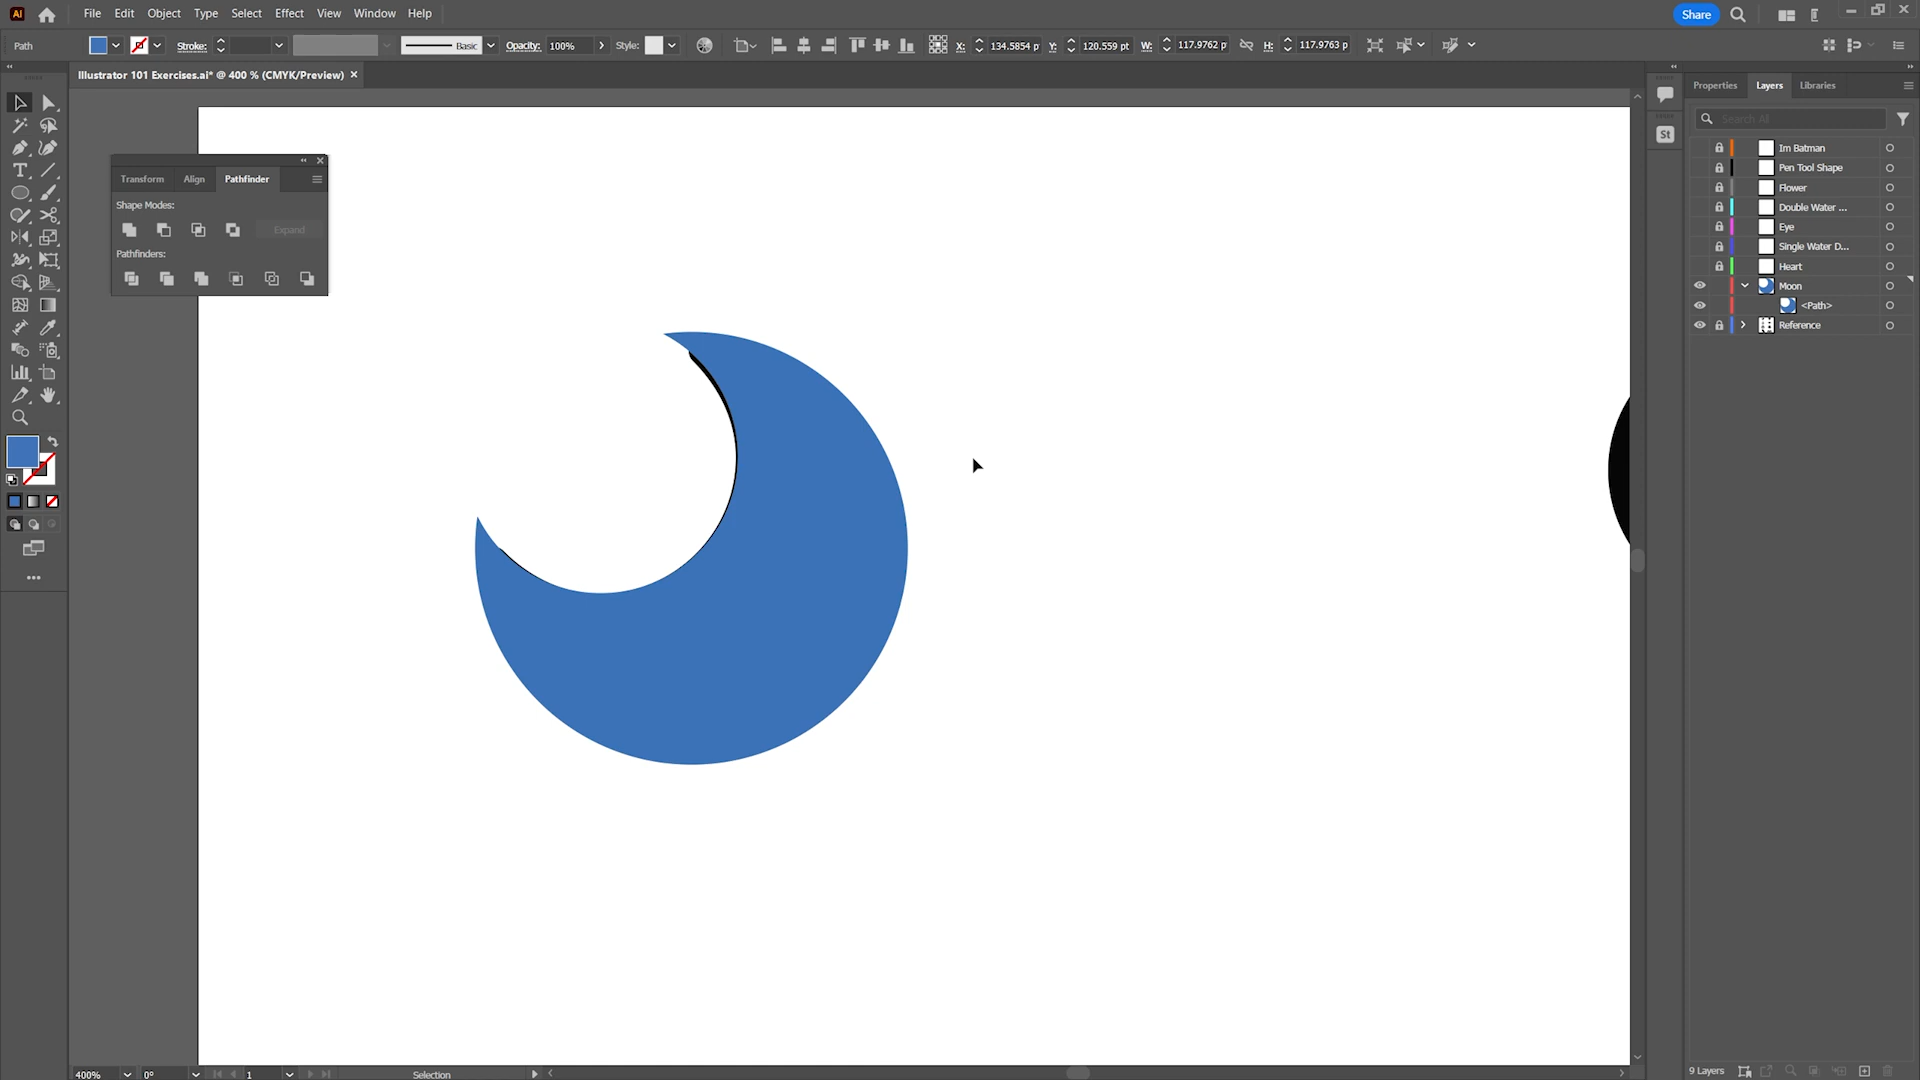 Ai
File Edit Object Type Select Effect View Window Help
Share
Path
Stroke:
Basic
Opacity: 100%
Style:
X: 134.5854 p
Y: 120.559 pt
W: 117.9762 p
H: 117.9763 p
Illustrator 101 Exercises.ai* @ 400 % (CMYK/Preview) ×
Properties Layers Libraries
Search All
St
Im Batman
Pen Tool Shape
Flower
Double Water ...
Eye
Single Water D...
Heart
Moon
<Path>
Reference
Transform Align Pathfinder
Shape Modes:
Expand
Pathfinders:
400%
0°
1
Selection
9 Layers